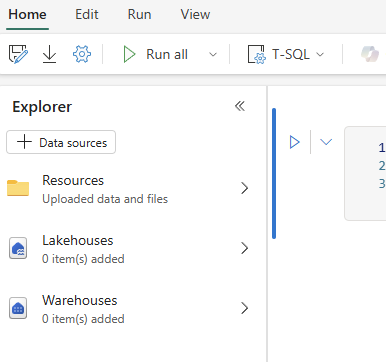 Home Edit Run View
Run all T-SQL
Explorer
Data sources
Resources
Uploaded data and files
Lakehouses
0 item(s) added
Warehouses
0 item(s) added
1
2
3